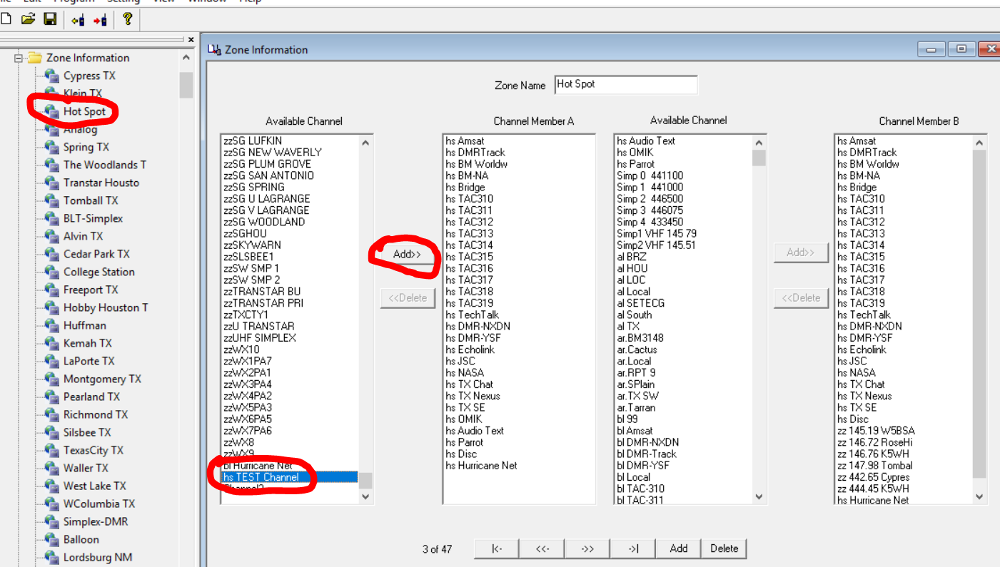 File Edit Program Setting View Window Help
Zone Information
Cypress TX
Klein TX
Hot Spot
Analog
Spring TX
The Woodlands T
Transtar Housto
Tomball TX
BLT-Simplex
Alvin TX
Cedar Park TX
College Station
Freeport TX
Hobby Houston T
Huffman
Kemah TX
LaPorte TX
Montgomery TX
Pearland TX
Richmond TX
Silsbee TX
TexasCity TX
Waller TX
West Lake TX
WColumbia TX
Simplex-DMR
Balloon
Lordsburg NM
Zone Information
Zone Name Hot Spot
Available Channel
zzSG LUFKIN
zzSG NEW WAVERLY
zzSG PLUM GROVE
zzSG SAN ANTONIO
zzSG SPRING
zzSG U LAGRANGE
zzSG V LAGRANGE
zzSG WOODLAND
zzSGHOU
zzSKYWARN
zzSLSBEE1
zzSW SMP 1
zzSW SMP 2
zzTRANSTAR BU
zzTRANSTAR PRI
zzTXCTY1
zzU TRANSTAR
zzUHF SIMPLEX
zzWX10
zzWX1PA7
zzWX2PA1
zzWX3PA4
zzWX4PA2
zzWX5PA3
zzWX6PA5
zzWX7PA6
zzWX8
zzWX9
bl Hurricane Net
hs TEST Channel
Channel2
Add>>
<<Delete
Channel Member A
hs Amsat
hs DMRTrack
hs BM Worldw
hs BM-NA
hs Bridge
hs TAC310
hs TAC311
hs TAC312
hs TAC313
hs TAC314
hs TAC315
hs TAC316
hs TAC317
hs TAC318
hs TAC319
hs TechTalk
hs DMR-NXDN
hs DMR-YSF
hs Echolink
hs JSC
hs NASA
hs TX Chat
hs TX Nexus
hs TX SE
hs OMIK
hs Audio Text
hs Parrot
hs Disc
hs Hurricane Net
Available Channel
hs Audio Text
hs OMIK
hs Parrot
Simp 0 441100
Simp 1 441000
Simp 2 446500
Simp 3 446075
Simp 4 433450
Simp1 VHF 145 79
Simp2 VHF 145.51
al BRZ
al HOU
al LOC
al Local
al SETECG
al South
al TX
ar.BM3148
ar.Cactus
ar.Local
ar.RPT 9
ar.SPlain
ar.TX SW
ar.Tarran
bl 99
bl Amsat
bl DMR-NXDN
bl DMR-Track
bl DMR-YSF
bl Local
bl TAC-310
bl TAC-311
Add>>
<<Delete
Channel Member B
hs Amsat
hs DMRTrack
hs BM Worldw
hs BM-NA
hs Bridge
hs TAC310
hs TAC311
hs TAC312
hs TAC313
hs TAC314
hs TAC315
hs TAC316
hs TAC317
hs TAC318
hs TAC319
hs TechTalk
hs DMR-NXDN
hs DMR-YSF
hs Echolink
hs JSC
hs NASA
hs TX Chat
hs TX Nexus
hs TX SE
hs Disc
zz 145.19 W5BSA
zz 146.72 RoseHi
zz 146.76 K5WH
zz 147.98 Tombal
zz 442.65 Cypres
zz 444.45 K5WH
hs Hurricane Net
3 of 47 |<- <<- ->> ->| Add Delete